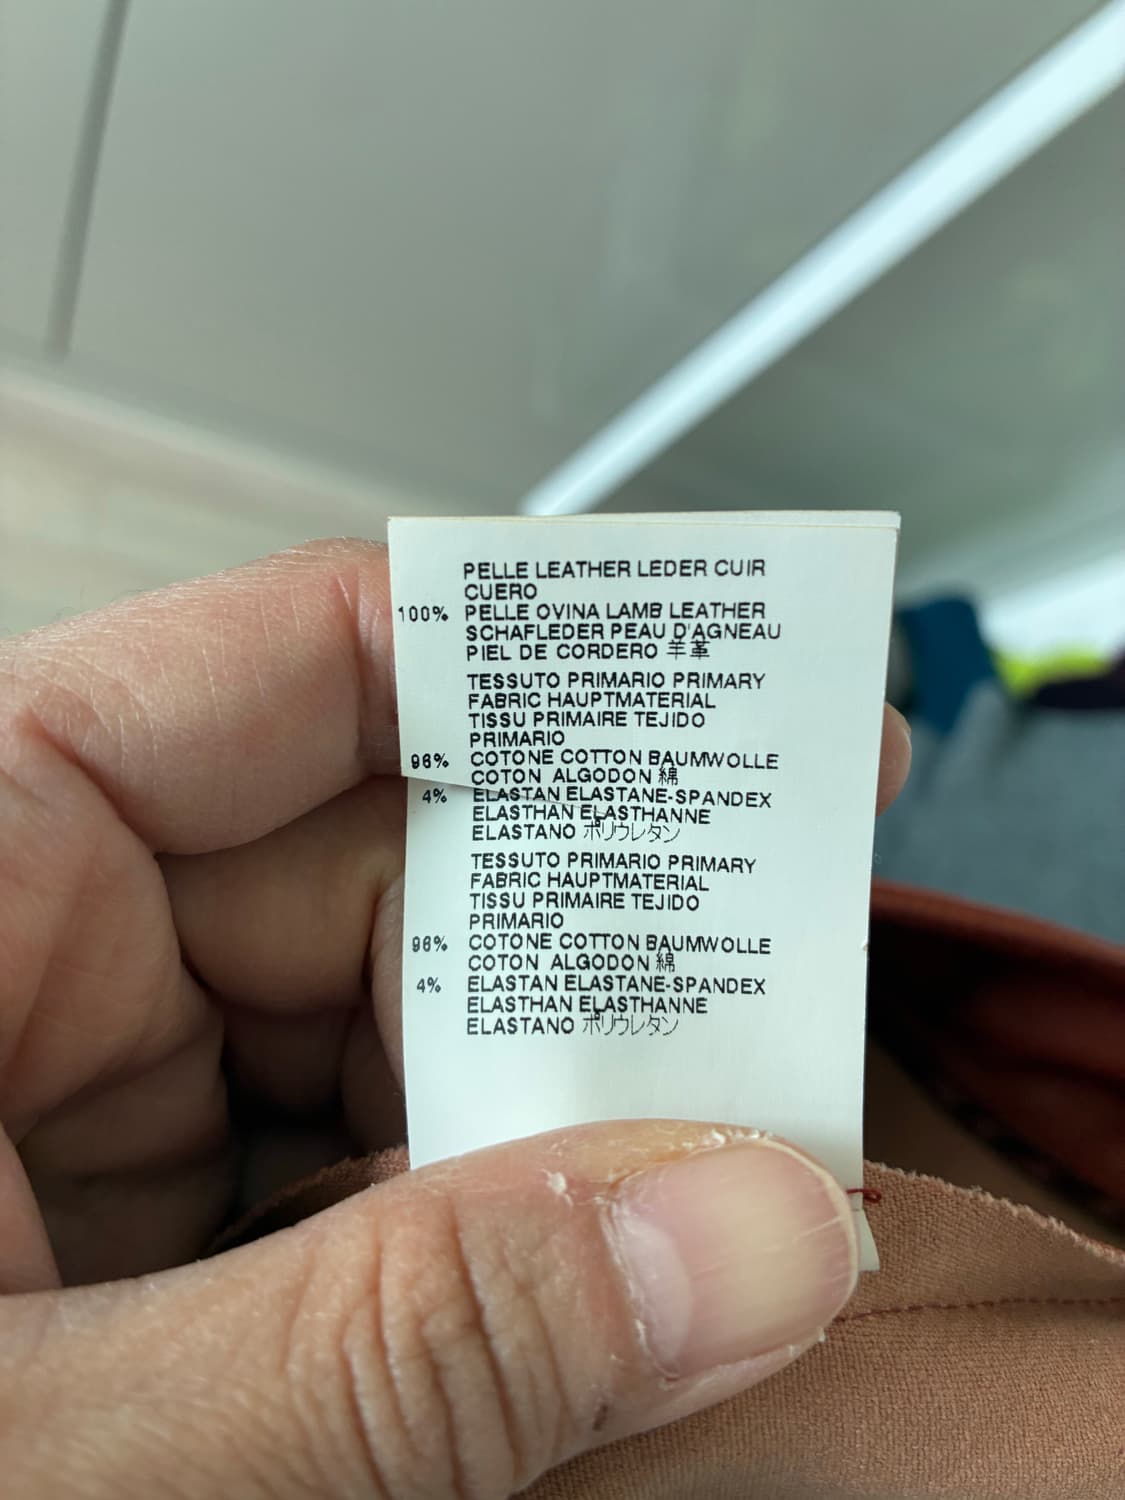 PELLE LEATHER LEDER CUIR
CUERO
100% PELLE OVINA LAMB LEATHER
SCHAFLEDER PEAU D'AGNEAU
PIEL DE CORDERO 羊革
TESSUTO PRIMARIO PRIMARY
FABRIC HAUPTMATERIAL
TISSU PRIMAIRE TEJIDO
PRIMARIO
96% COTONE COTTON BAUMWOLLE
COTON ALGODON 綿
4% ELASTAN ELASTANE-SPANDEX
ELASTHAN ELASTHANNE
ELASTANO ポリウレタン
TESSUTO PRIMARIO PRIMARY
FABRIC HAUPTMATERIAL
TISSU PRIMAIRE TEJIDO
PRIMARIO
96% COTONE COTTON BAUMWOLLE
COTON ALGODON 綿
4% ELASTAN ELASTANE-SPANDEX
ELASTHAN ELASTHANNE
ELASTANO ポリウレタン